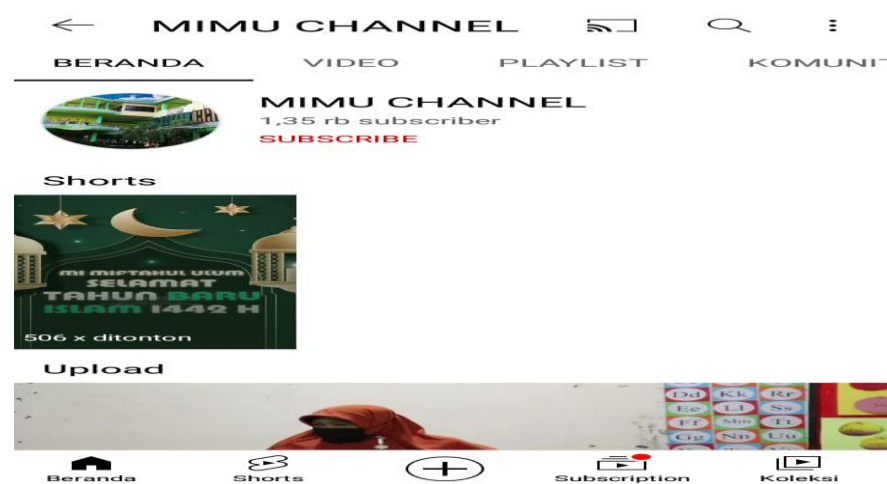 MIMU CHANNEL
BERANDA VIDEO PLAYLIST KOMUNIT
MIMU CHANNEL
1,35 rb subscriber
SUBSCRIBE
Shorts
MI MIFTAHUL ULUM
SELAMAT
TAHUN BARU
ISLAM 1442 H
506 x ditonton
Upload
Dd Kk Rr
Ee Ll Ss
Ff Mm Tt
Gg Nn Uu
Beranda Shorts Subscription Koleksi